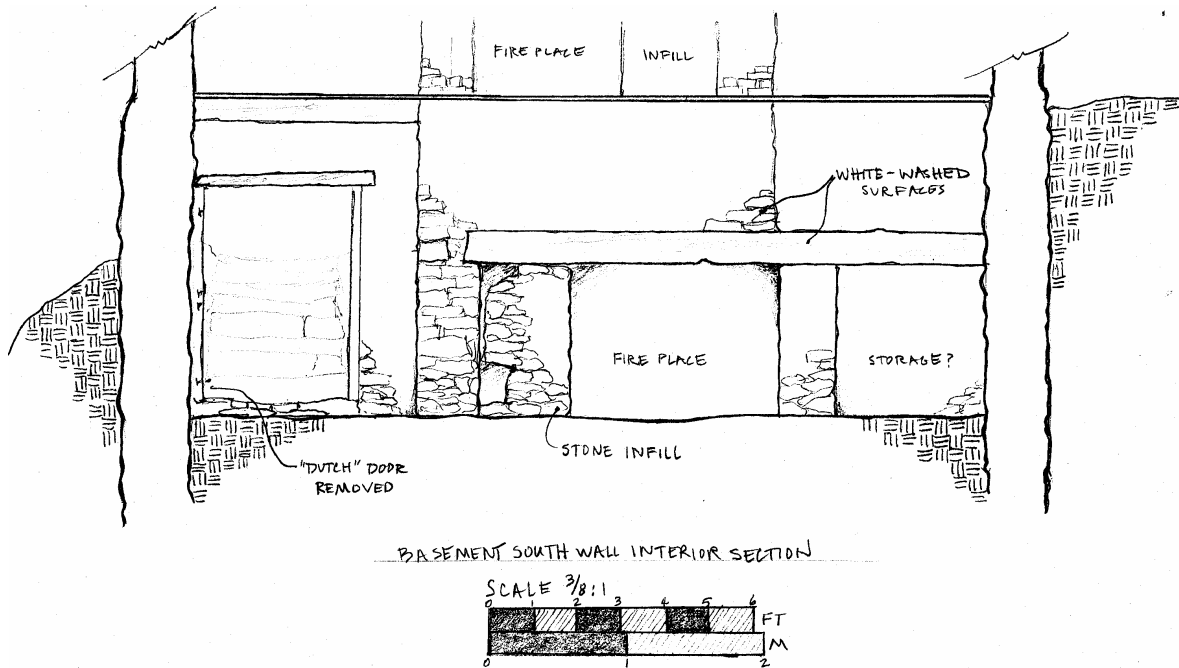 FIRE PLACE
INFILL
WHITE-WASHED
SURFACES
FIRE PLACE
STORAGE?
STONE INFILL
"DUTCH" DOOR
REMOVED
BASEMENT SOUTH WALL INTERIOR SECTION
SCALE 3/8:1
0 1 2 3 4 5 6
FT
M
0 1 2